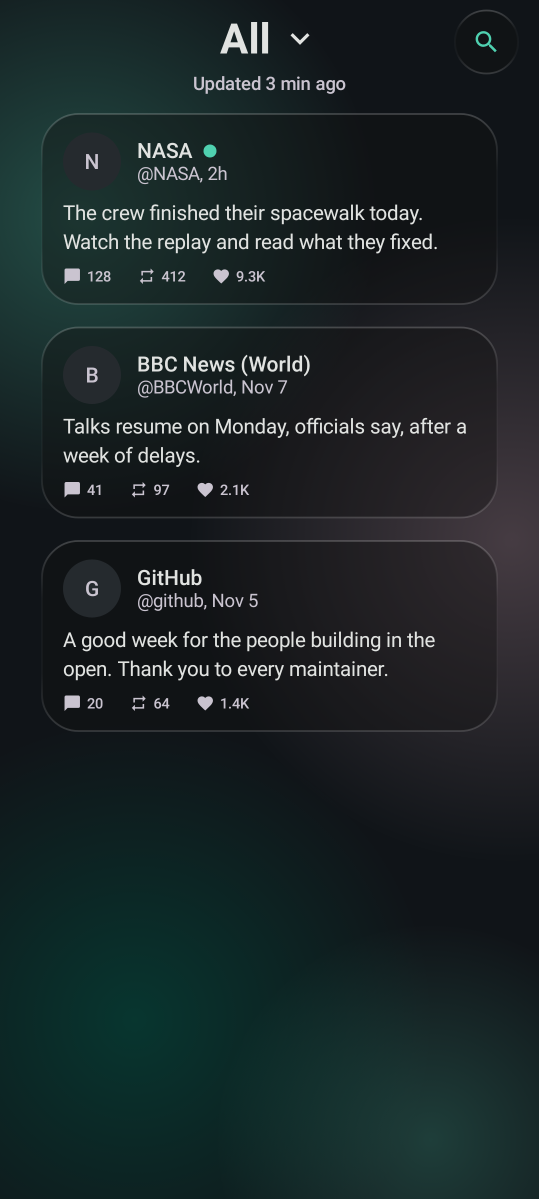 All
Updated 3 min ago
N
NASA
@NASA, 2h
The crew finished their spacewalk today.
Watch the replay and read what they fixed.
128 412 9.3K
B
BBC News (World)
@BBCWorld, Nov 7
Talks resume on Monday, officials say, after a
week of delays.
41 97 2.1K
G
GitHub
@github, Nov 5
A good week for the people building in the
open. Thank you to every maintainer.
20 64 1.4K